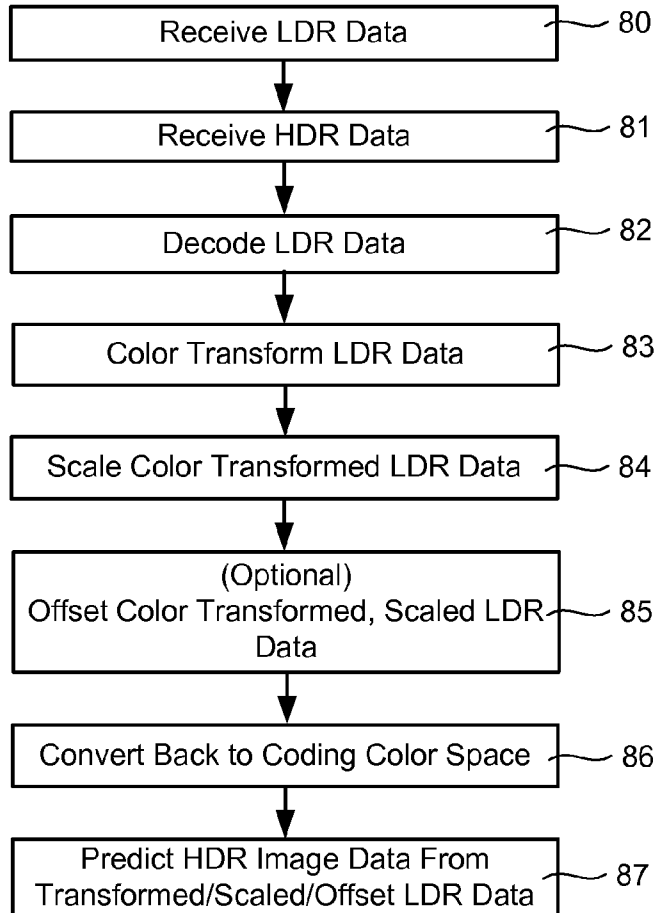 Receive LDR Data
80
Receive HDR Data
81
Decode LDR Data
82
Color Transform LDR Data
83
Scale Color Transformed LDR Data
84
(Optional)
Offset Color Transformed, Scaled LDR
Data
85
Convert Back to Coding Color Space
86
Predict HDR Image Data From
Transformed/Scaled/Offset LDR Data
87